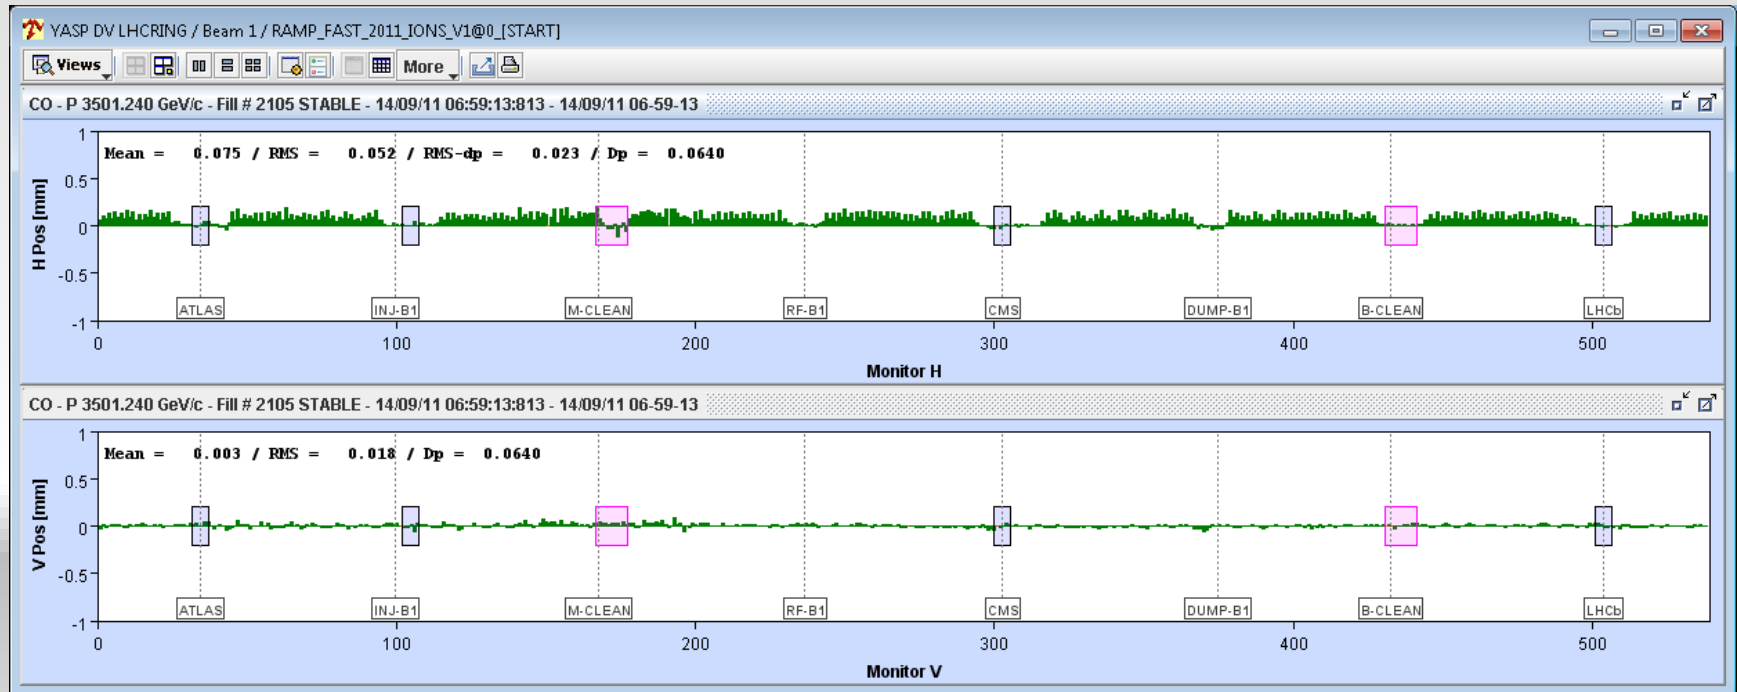 YASP DV LHCRING / Beam 1 / RAMP_FAST_2011_IONS_V1@0_[START]
Views More
CO - P 3501.240 GeV/c - Fill # 2105 STABLE - 14/09/11 06:59:13:813 - 14/09/11 06-59-13
Mean = 0.075 / RMS = 0.052 / RMS-dp = 0.023 / Dp = 0.0640
H Pos [mm]
1
0.5
0
-0.5
-1
ATLAS INJ-B1 M-CLEAN RF-B1 CMS DUMP-B1 B-CLEAN LHCb
0 100 200 300 400 500
Monitor H
CO - P 3501.240 GeV/c - Fill # 2105 STABLE - 14/09/11 06:59:13:813 - 14/09/11 06-59-13
Mean = 0.003 / RMS = 0.018 / Dp = 0.0640
V Pos [mm]
1
0.5
0
-0.5
-1
ATLAS INJ-B1 M-CLEAN RF-B1 CMS DUMP-B1 B-CLEAN LHCb
0 100 200 300 400 500
Monitor V